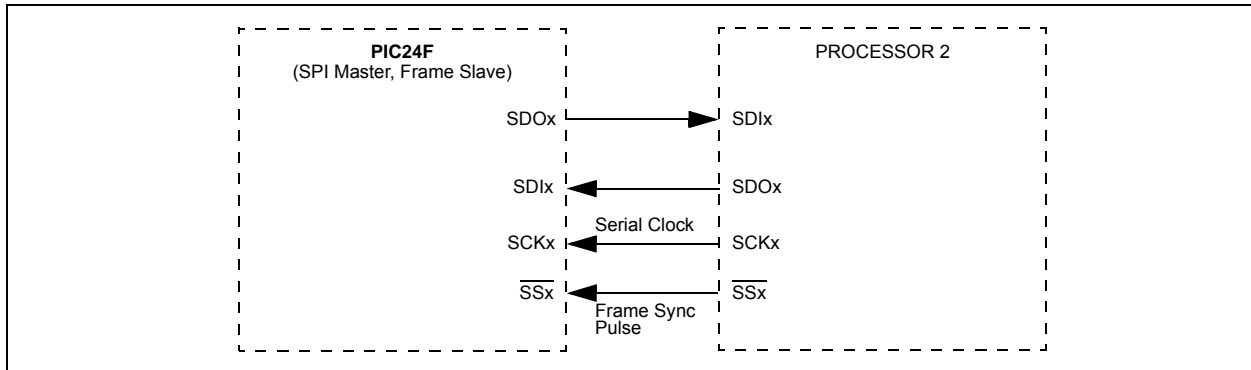 PIC24F
(SPI Master, Frame Slave)
PROCESSOR 2
SDOx
SDIx
SDIx
SDOx
Serial Clock
SCKx
SCKx
SSx
SSx
Frame Sync
Pulse